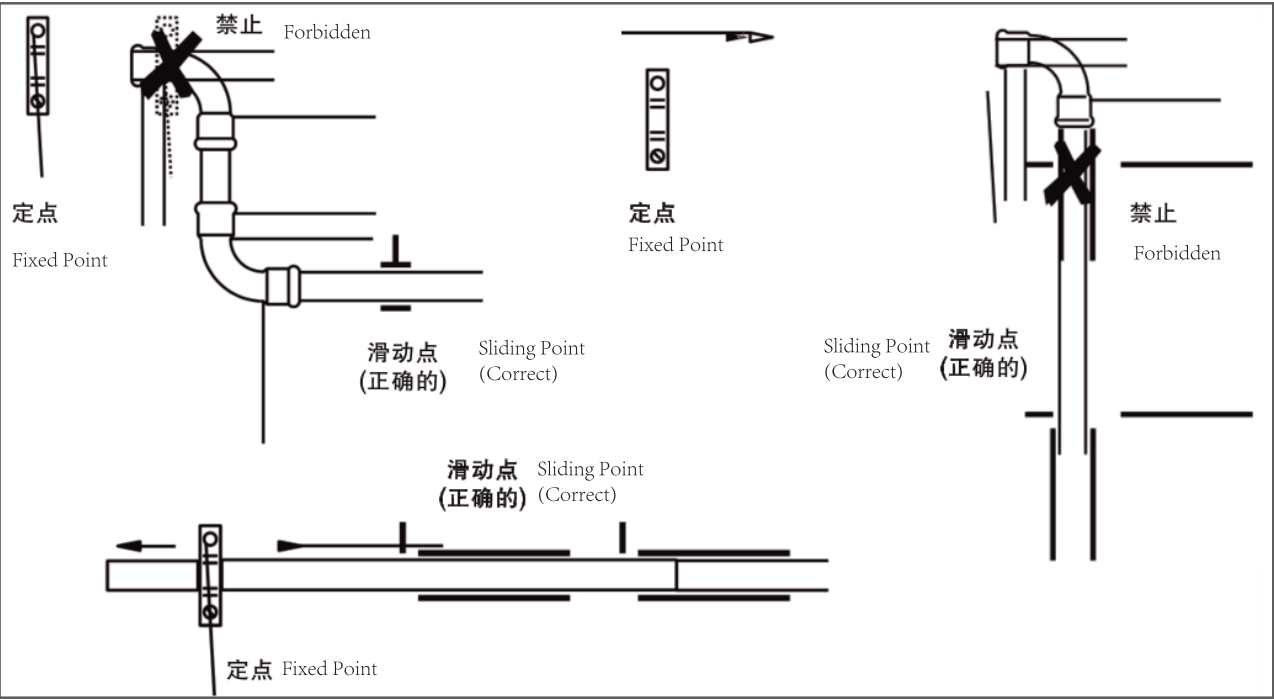 禁止 Forbidden
定点
Fixed Point
滑动点
(正确的)
Sliding Point
(Correct)
定点
Fixed Point
禁止
Forbidden
Sliding Point
(Correct)
滑动点
(正确的)
滑动点
(正确的)
Sliding Point
(Correct)
定点 Fixed Point